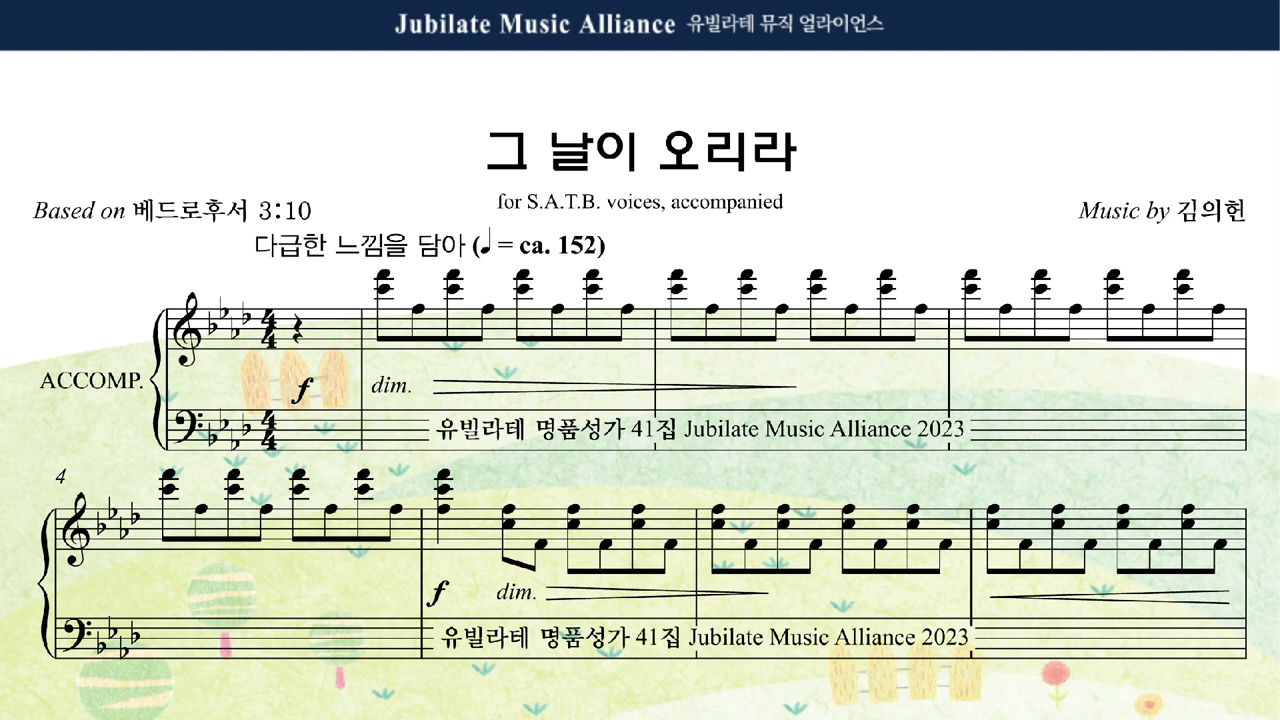 Jubilate Music Alliance 유빌라테 뮤직 얼라이언스
그 날이 오리라
for S.A.T.B. voices, accompanied
Based on 베드로후서 3:10
Music by 김의헌
다급한 느낌을 담아 (♩ = ca. 152)
ACCOMP.
f dim.
유빌라테 명품성가 41집 Jubilate Music Alliance 2023
4
f dim.
유빌라테 명품성가 41집 Jubilate Music Alliance 2023